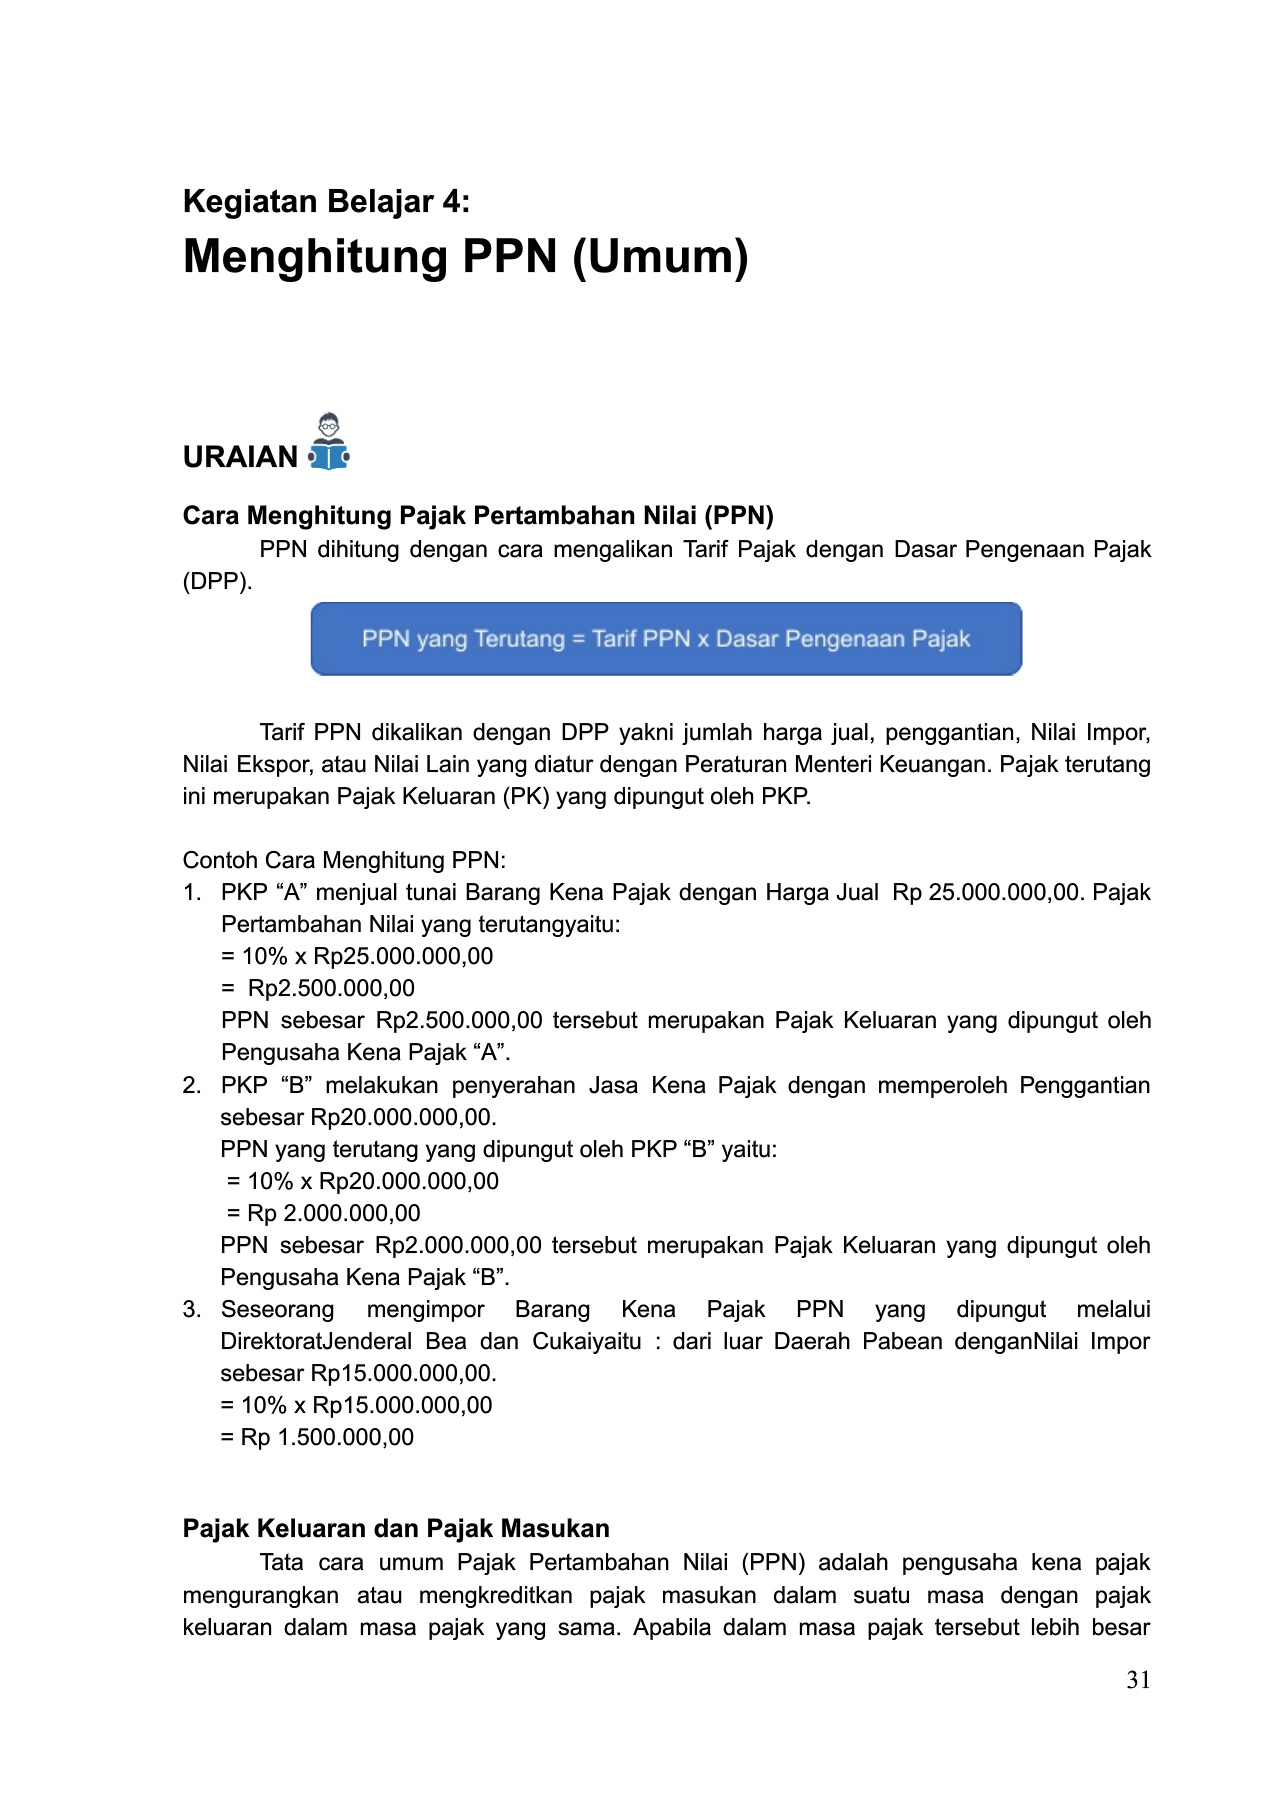 Kegiatan Belajar 4:
Menghitung PPN (Umum)
URAIAN
Cara Menghitung Pajak Pertambahan Nilai (PPN)
PPN dihitung dengan cara mengalikan Tarif Pajak dengan Dasar Pengenaan Pajak
(DPP).
PPN yang Terutang = Tarif PPN x Dasar Pengenaan Pajak
Tarif PPN dikalikan dengan DPP yakni jumlah harga jual, penggantian, Nilai Impor,
Nilai Ekspor, atau Nilai Lain yang diatur dengan Peraturan Menteri Keuangan. Pajak terutang
ini merupakan Pajak Keluaran (PK) yang dipungut oleh PKP.
Contoh Cara Menghitung PPN:
1. PKP “A” menjual tunai Barang Kena Pajak dengan Harga Jual Rp 25.000.000,00. Pajak
Pertambahan Nilai yang terutangyaitu:
= 10% x Rp25.000.000,00
= Rp2.500.000,00
PPN sebesar Rp2.500.000,00 tersebut merupakan Pajak Keluaran yang dipungut oleh
Pengusaha Kena Pajak “A”.
2. PKP “B” melakukan penyerahan Jasa Kena Pajak dengan memperoleh Penggantian
sebesar Rp20.000.000,00.
PPN yang terutang yang dipungut oleh PKP “B” yaitu:
= 10% x Rp20.000.000,00
= Rp 2.000.000,00
PPN sebesar Rp2.000.000,00 tersebut merupakan Pajak Keluaran yang dipungut oleh
Pengusaha Kena Pajak “B”.
3. Seseorang mengimpor Barang Kena Pajak PPN yang dipungut melalui
DirektoratJenderal Bea dan Cukaiyaitu : dari luar Daerah Pabean denganNilai Impor
sebesar Rp15.000.000,00.
= 10% x Rp15.000.000,00
= Rp 1.500.000,00
Pajak Keluaran dan Pajak Masukan
Tata cara umum Pajak Pertambahan Nilai (PPN) adalah pengusaha kena pajak
mengurangkan atau mengkreditkan pajak masukan dalam suatu masa dengan pajak
keluaran dalam masa pajak yang sama. Apabila dalam masa pajak tersebut lebih besar
31